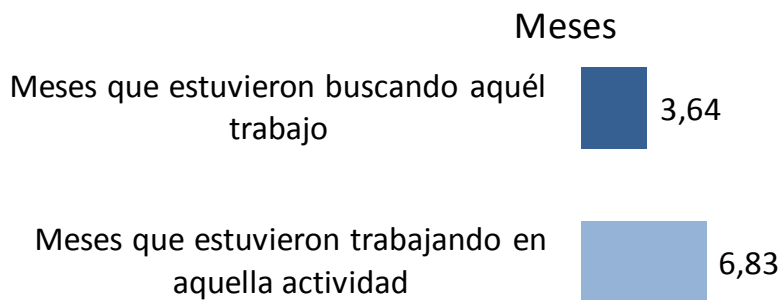 Meses
Meses que estuvieron buscando aquél
trabajo
3,64
Meses que estuvieron trabajando en
aquella actividad
6,83